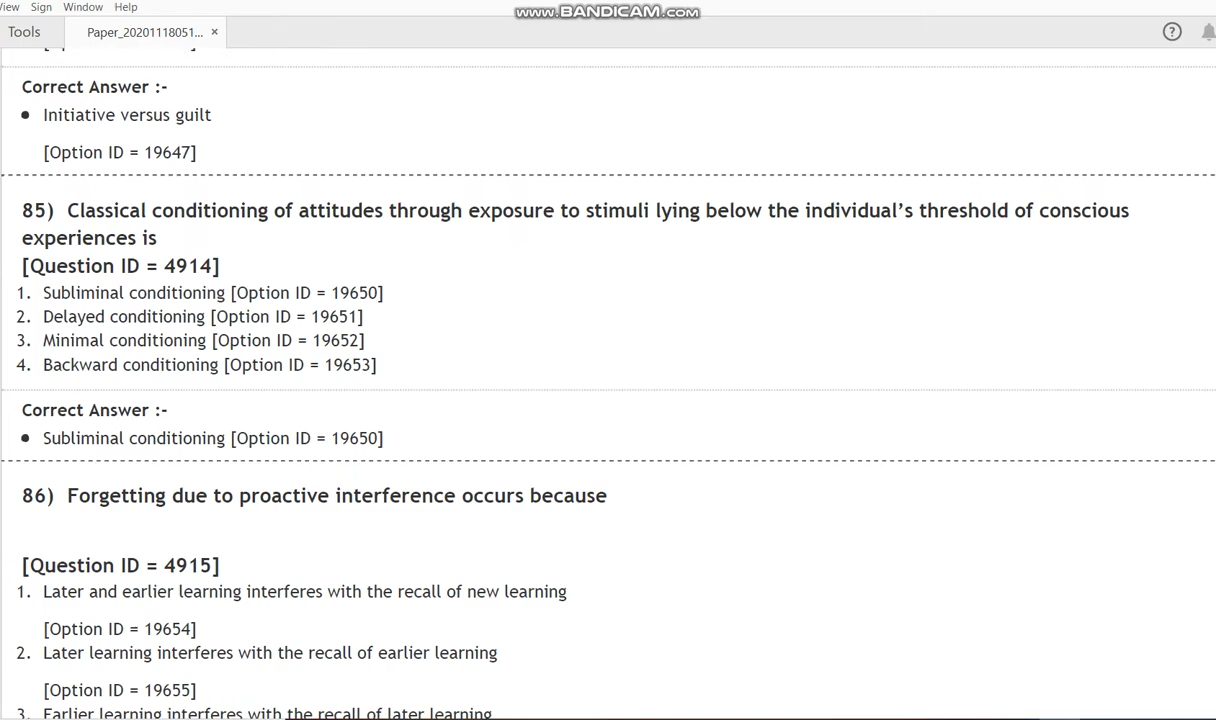 View Sign Window Help
www.BANDICAM.com
Tools Paper_20201118051... ×
Correct Answer :-
● Initiative versus guilt
[Option ID = 19647]
85) Classical conditioning of attitudes through exposure to stimuli lying below the individual’s threshold of conscious
experiences is
[Question ID = 4914]
1. Subliminal conditioning [Option ID = 19650]
2. Delayed conditioning [Option ID = 19651]
3. Minimal conditioning [Option ID = 19652]
4. Backward conditioning [Option ID = 19653]
Correct Answer :-
● Subliminal conditioning [Option ID = 19650]
86) Forgetting due to proactive interference occurs because
[Question ID = 4915]
1. Later and earlier learning interferes with the recall of new learning
[Option ID = 19654]
2. Later learning interferes with the recall of earlier learning
[Option ID = 19655]
3. Earlier learning interferes with the recall of later learning